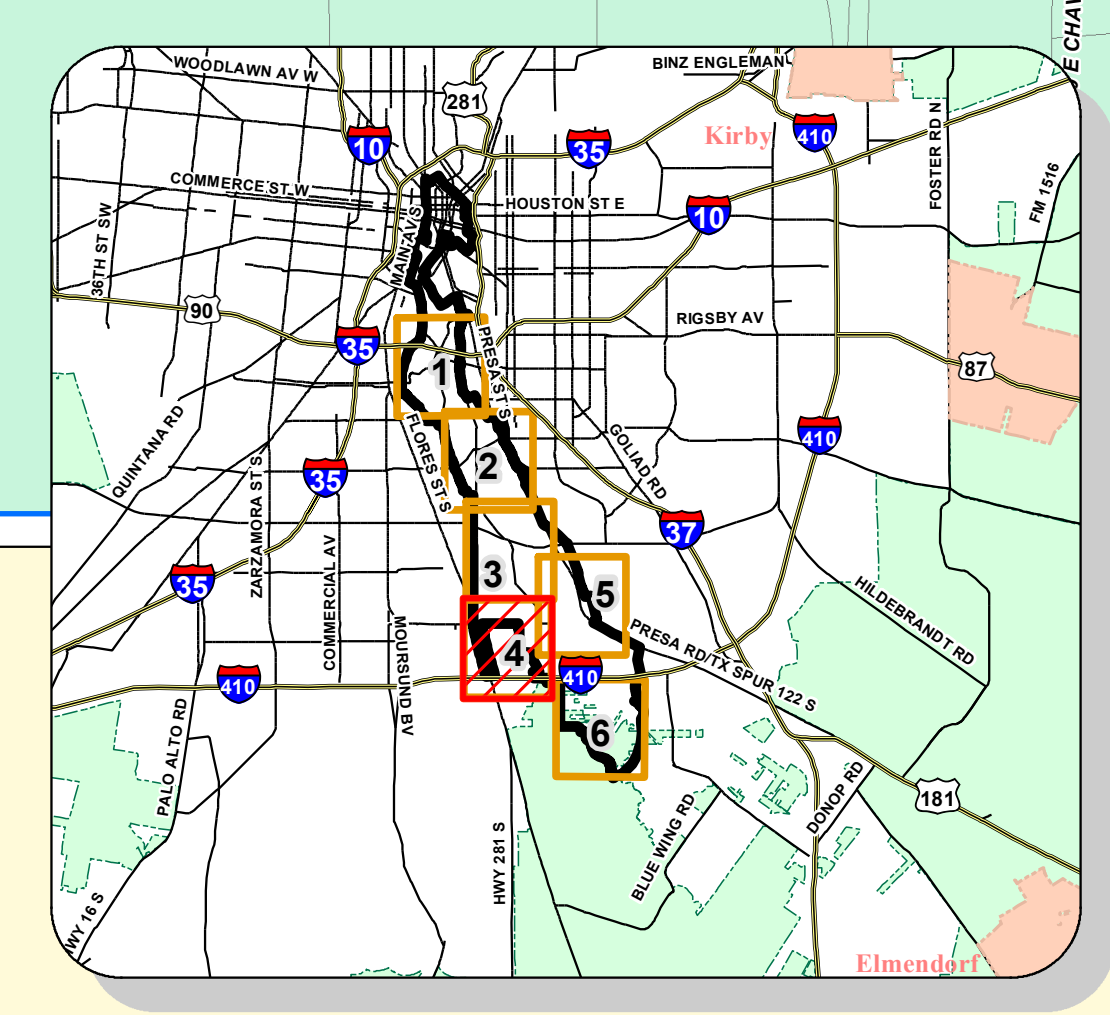 E CHAV
WOODLAWN AV W
281
BINZ ENGLEMAN
10
35
Kirby
410
FOSTER RD N
FM 1516
COMMERCE ST W
HOUSTON ST E
10
36TH ST SW
MAIN AV S
90
35
RIGSBY AV
PRESA ST S
87
1
QUINTANA RD
FLORES ST S
GOLIAD RD
410
2
35
ZARZAMORA ST S
37
COMMERCIAL AV
3
35
5
HILDEBRANDT RD
MOURSUND BV
4
PRESA RD/TX SPUR 122 S
410
410
PALO ALTO RD
6
181
DONOP RD
BLUE WING RD
HWY 281 S
WY 16 S
Elmendorf